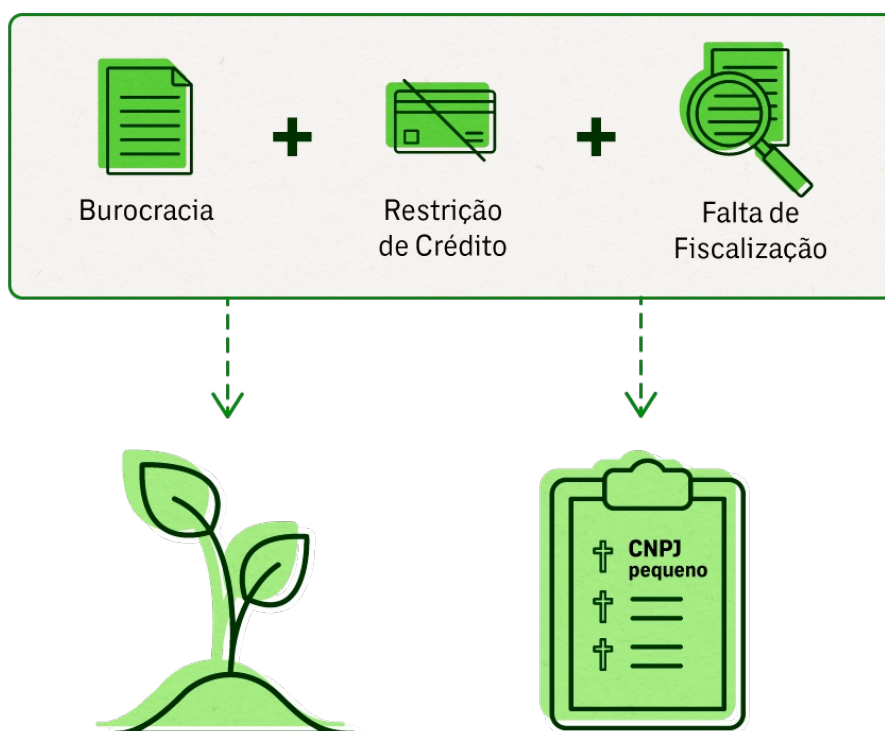 Burocracia
Restrição
de Crédito
Falta de
Fiscalização
CNPJ
pequeno